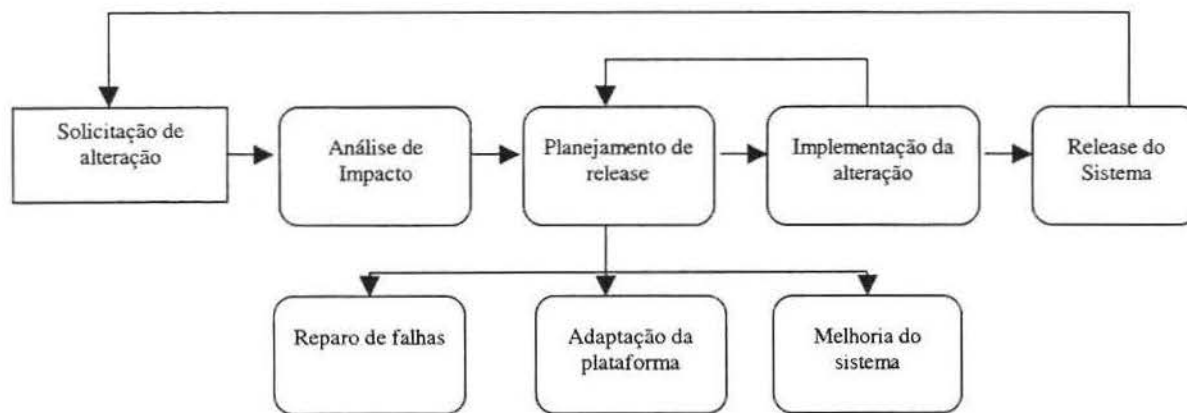 Solicitação de
alteração
Análise de
Impacto
Planejamento de
release
Implementação da
alteração
Release do
Sistema
Reparo de falhas
Adaptação da
plataforma
Melhoria do
sistema